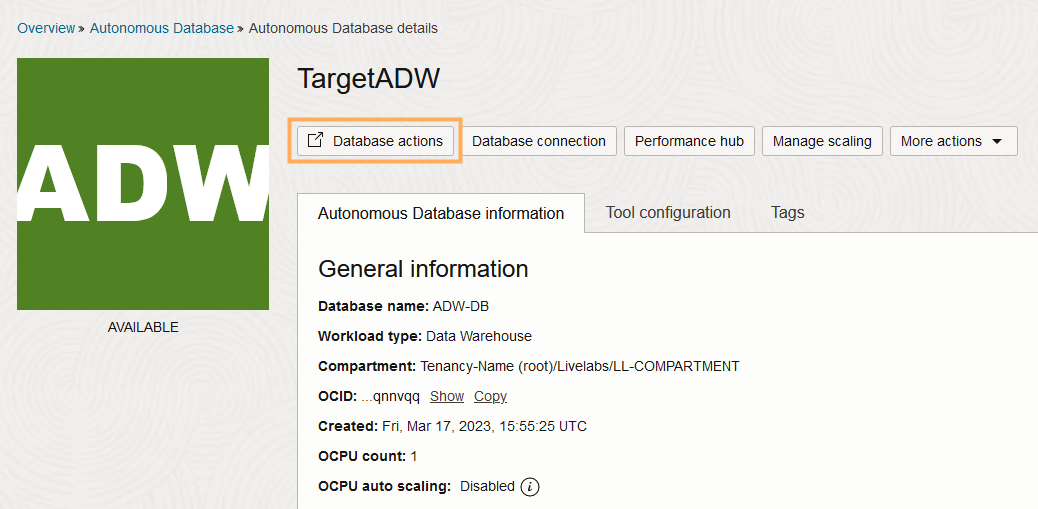 Overview » Autonomous Database » Autonomous Database details
ADW
AVAILABLE
TargetADW
Database actions Database connection Performance hub Manage scaling More actions
Autonomous Database information Tool configuration Tags
General information
Database name: ADW-DB
Workload type: Data Warehouse
Compartment: Tenancy-Name (root)/Livelabs/LL-COMPARTMENT
OCID: ...qnnvqq Show Copy
Created: Fri, Mar 17, 2023, 15:55:25 UTC
OCPU count: 1
OCPU auto scaling: Disabled i